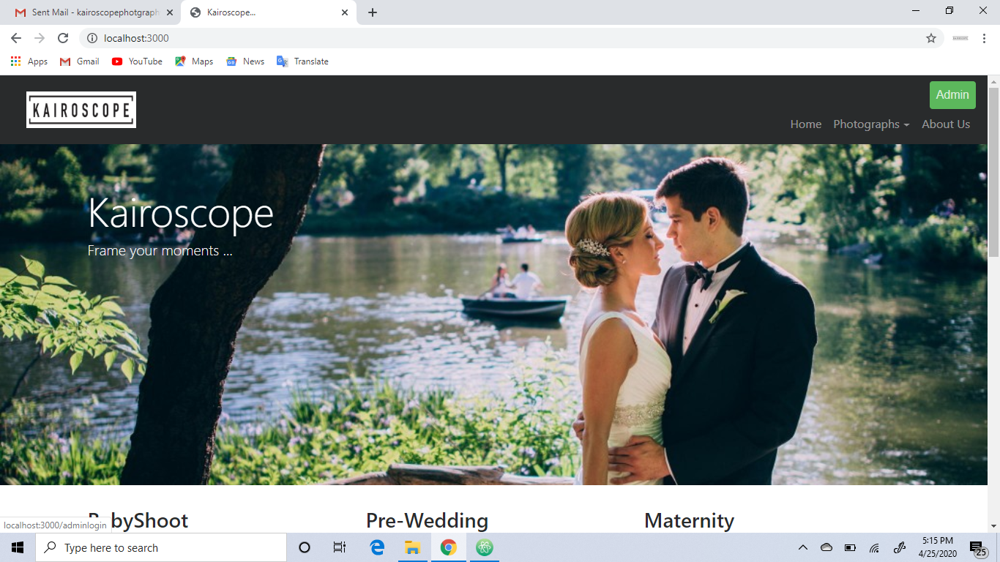 Sent Mail - kairoscopephotgraph
Kairoscope...
localhost:3000
Apps Gmail YouTube Maps News Translate
KAIROSCOPE
Admin
Home Photographs About Us
Kairoscope
Frame your moments ...
byShoot Pre-Wedding Maternity
localhost:3000/adminlogin
Type here to search
5:15 PM
4/25/2020
25